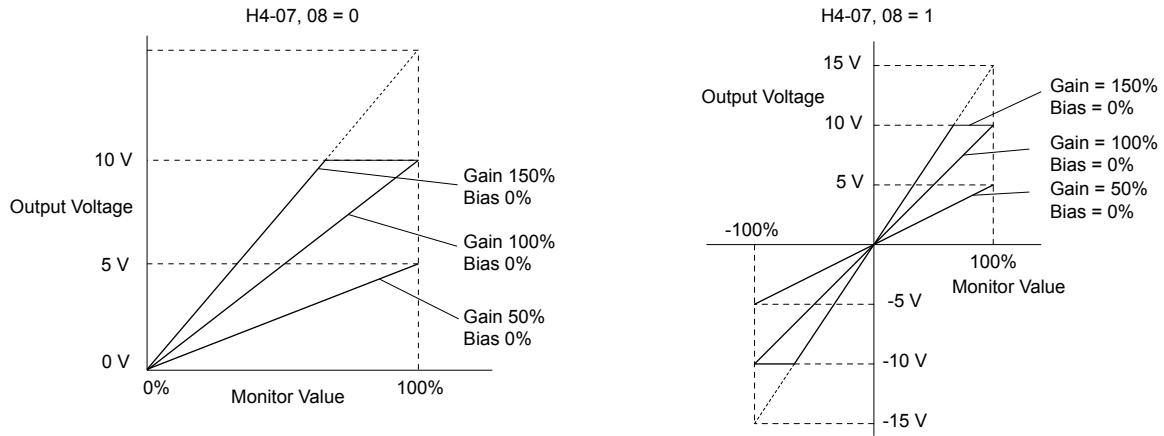 H4-07, 08 = 0
10 V
Output Voltage
5 V
0 V
0%
Monitor Value
100%
Gain 150%
Bias 0%
Gain 100%
Bias 0%
Gain 50%
Bias 0%
H4-07, 08 = 1
15 V
Output Voltage
10 V
5 V
Gain = 150%
Bias = 0%
Gain = 100%
Bias = 0%
Gain = 50%
Bias = 0%
-100%
100%
Monitor Value
-5 V
-10 V
-15 V